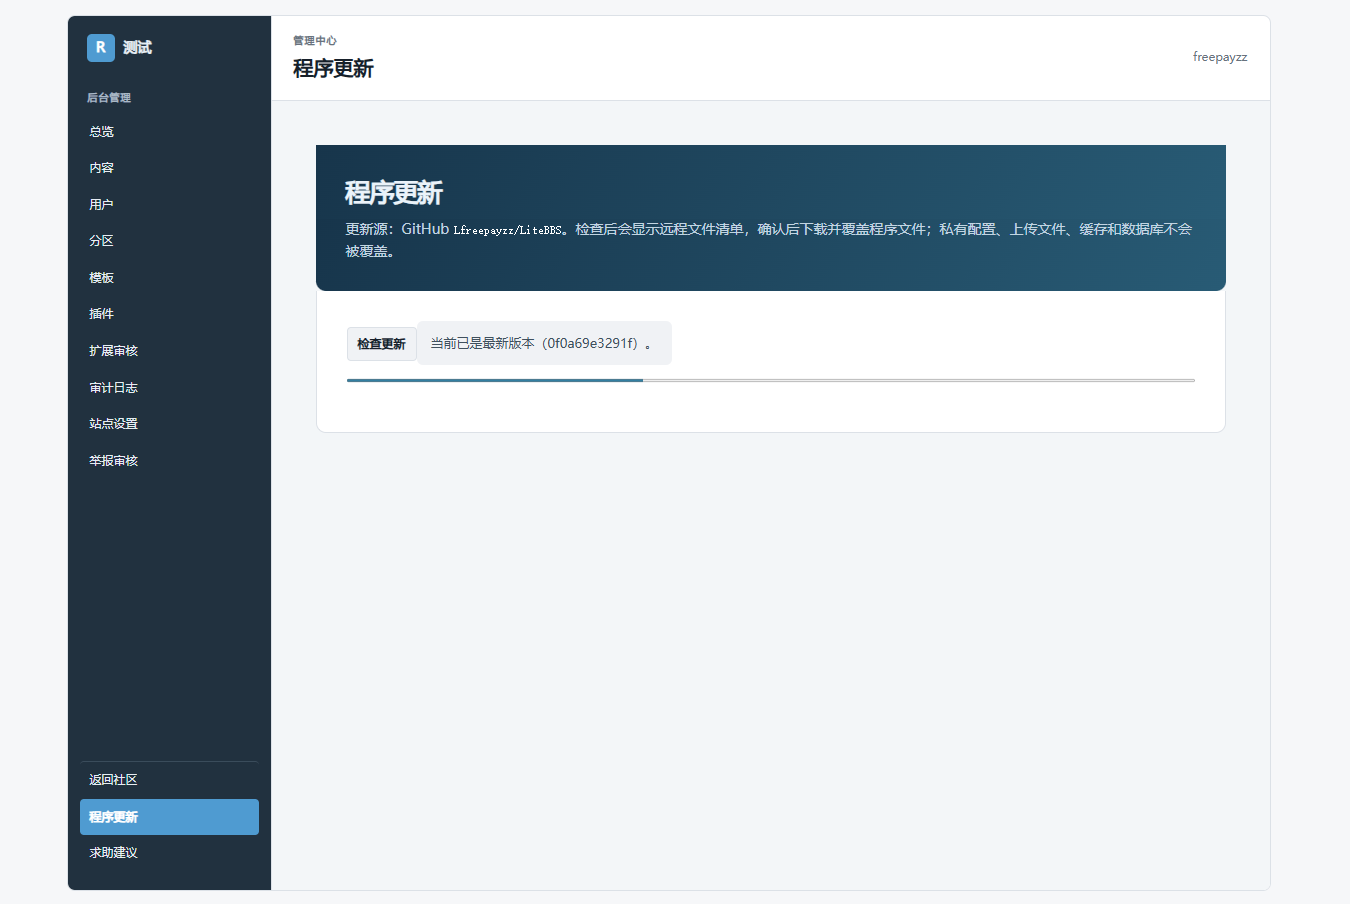 R 测试
后台管理
总览
内容
用户
分区
模板
插件
扩展审核
审计日志
站点设置
举报审核
返回社区
程序更新
求助建议
管理中心
程序更新
freepayzz
程序更新
更新源：GitHub Lfreepayzz/LiteBBS。检查后会显示远程文件清单，确认后下载并覆盖程序文件；私有配置、上传文件、缓存和数据库不会
被覆盖。
检查更新 当前已是最新版本（0f0a69e3291f）。